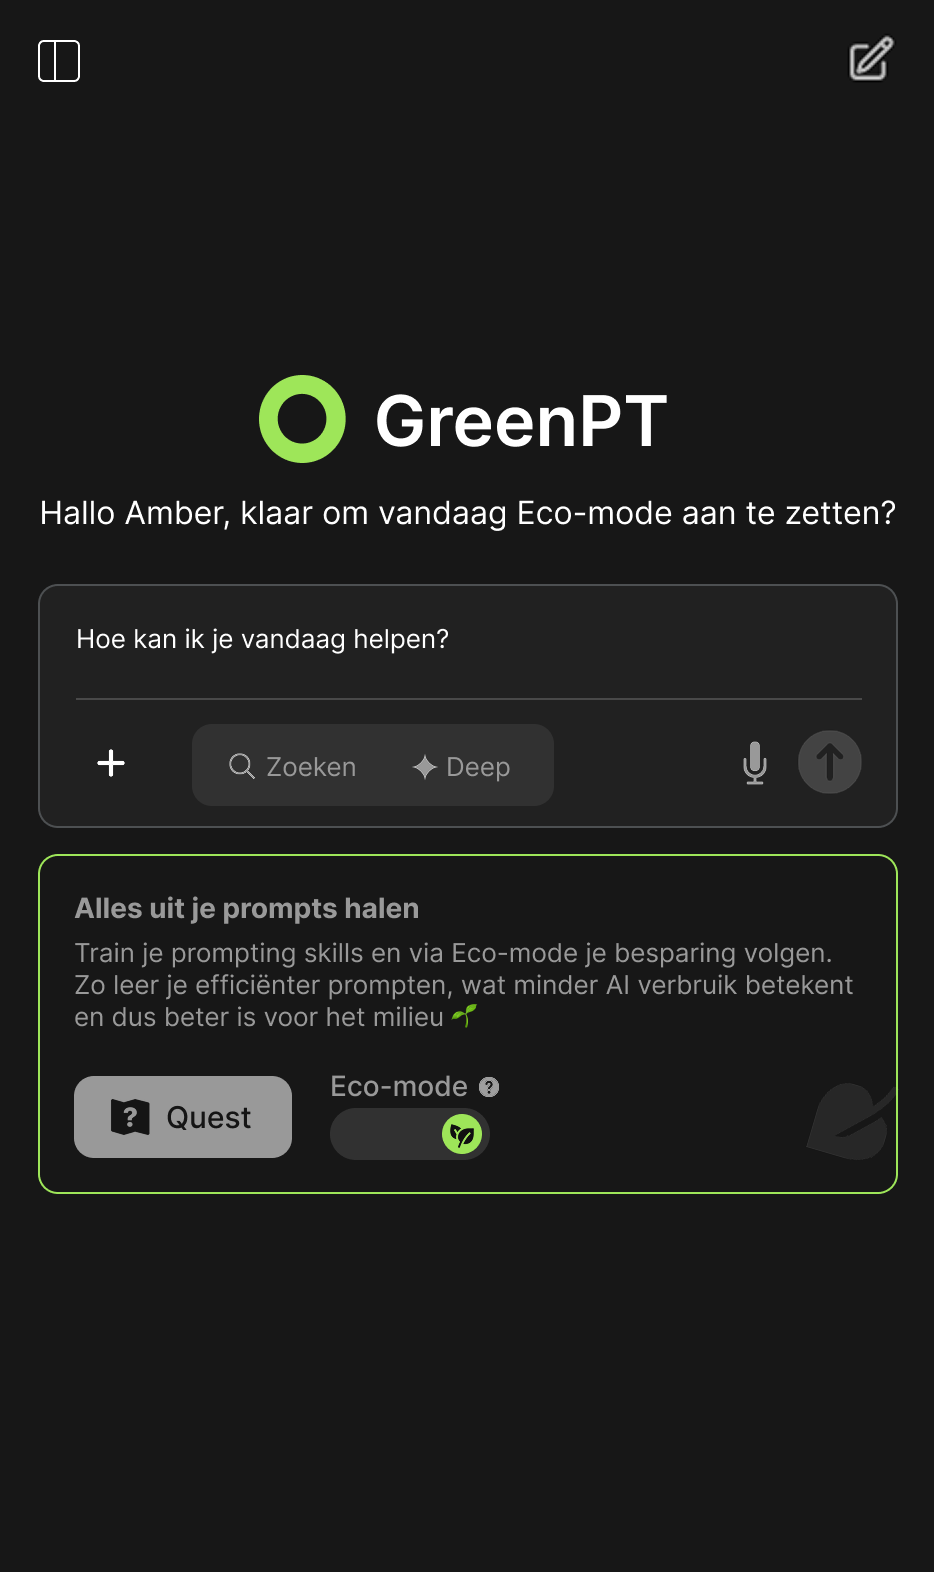 GreenPT
Hallo Amber, klaar om vandaag Eco-mode aan te zetten?
Hoe kan ik je vandaag helpen?
Zoeken Deep
Alles uit je prompts halen
Train je prompting skills en via Eco-mode je besparing volgen.
Zo leer je efficiënter prompten, wat minder AI verbruik betekent
en dus beter is voor het milieu 🌱
Eco-mode ?
? Quest